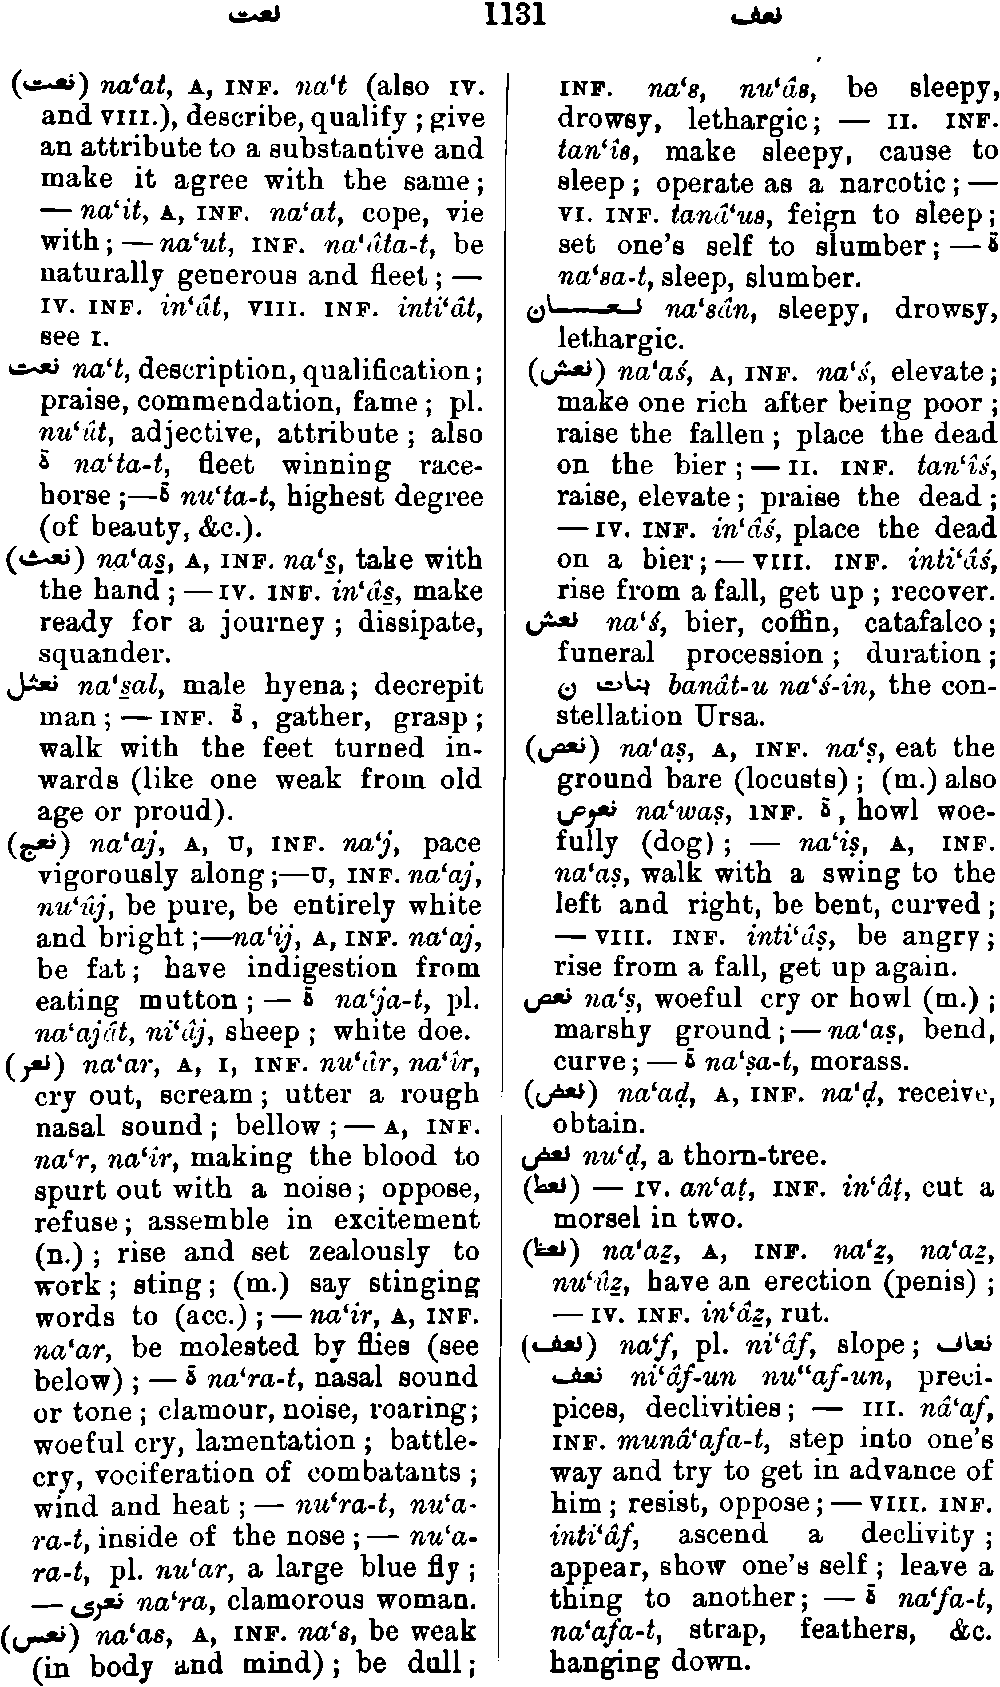 نعت 1131 نعف
(نعت) na‘at, A, INF. na‘t (also IV.
and VIII.), describe, qualify ; give
an attribute to a substantive and
make it agree with the same ;
— na‘it, A, INF. na‘at, cope, vie
with ; — na‘ut, INF. na‘âta-t, be
naturally generous and fleet ; —
IV. INF. in‘ât, VIII. INF. inti‘ât,
see I.
نعت na‘t, description, qualification ;
praise, commendation, fame ; pl.
nu‘ût, adjective, attribute ; also
ة na‘ta-t, fleet winning race-
horse ;—ة nu‘ta-t, highest degree
(of beauty, &c.).
(نعث) na‘as̱, A, INF. na‘s̱, take with
the hand ; — IV. INF. in‘âs̱, make
ready for a journey ; dissipate,
squander.
نعثل na‘s̱al, male hyena ; decrepit
man ; — INF. ة , gather, grasp ;
walk with the feet turned in-
wards (like one weak from old
age or proud).
(نعج) na‘aj, A, U, INF. na‘j, pace
vigorously along ;—U, INF. na‘aj,
nu‘ûj, be pure, be entirely white
and bright ;—na‘ij, A, INF. na‘aj,
be fat ; have indigestion from
eating mutton ; — ة na‘ja-t, pl.
na‘aját, ni‘âj, sheep ; white doe.
(نعر) na‘ar, A, I, INF. nu‘âr, na‘îr,
cry out, scream ; utter a rough
nasal sound ; bellow ; — A, INF.
na‘r, na‘îr, making the blood to
spurt out with a noise ; oppose,
refuse ; assemble in excitement
(n.) ; rise and set zealously to
work ; sting ; (m.) say stinging
words to (acc.) ; — na‘ir, A, INF.
na‘ar, be molested by flies (see
below) ; — ة na‘ra-t, nasal sound
or tone ; clamour, noise, roaring ;
woeful cry, lamentation ; battle-
cry, vociferation of combatants ;
wind and heat ; — nu‘ra-t, nu‘a-
ra-t, inside of the nose ; — nu‘a-
ra-t, pl. nu‘ar, a large blue fly ;
— نعرى na‘ra, clamorous woman.
(نعس) na‘as, A, INF. na‘s, be weak
(in body and mind) ; be dull ;
INF. na‘s, nu‘âs, be sleepy,
drowsy, lethargic ; — II. INF.
tan‘îs, make sleepy, cause to
sleep ; operate as a narcotic ; —
VI. INF. tanâ‘us, feign to sleep ;
set one's self to slumber ; — ة
na‘sa-t, sleep, slumber.
نعسان na‘sân, sleepy, drowsy,
lethargic.
(نعش) na‘aś, A, INF. na‘ś, elevate ;
make one rich after being poor ;
raise the fallen ; place the dead
on the bier ; — II. INF. tan‘îś,
raise, elevate ; praise the dead ;
— IV. INF. in‘âś, place the dead
on a bier ; — VIII. INF. inti‘âś,
rise from a fall, get up ; recover.
نعش na‘ś, bier, coffin, catafalco ;
funeral procession ; duration ;
بنات ن banât-u na‘ś-in, the con-
stellation Ursa.
(نعص) na‘aṣ, A, INF. na‘ṣ, eat the
ground bare (locusts) ; (m.) also
نعوص na‘waṣ, INF. ة , howl woe-
fully (dog) ; — na‘iṣ, A, INF.
na‘aṣ, walk with a swing to the
left and right, be bent, curved ;
— VIII. INF. inti‘âṣ, be angry ;
rise from a fall, get up again.
نعص na‘ṣ, woeful cry or howl (m.) ;
marshy ground ; — na‘aṣ, bend,
curve ; — ة na‘ṣa-t, morass.
(نعض) na‘aḍ, A, INF. na‘ḍ, receive,
obtain.
نعض nu‘ḍ, a thorn-tree.
(نعط) — IV. an‘aṭ, INF. in‘âṭ, cut a
morsel in two.
(نعظ) na‘aẓ, A, INF. na‘ẓ, na‘aẓ,
nu‘ûẓ, have an erection (penis) ;
— IV. INF. in‘âẓ, rut.
(نعف) na‘f, pl. ni‘âf, slope ; نعاف
نعف ni‘âf-un nu‘‘af-un, preci-
pices, declivities ; — III. nâ‘af,
INF. munâ‘afa-t, step into one's
way and try to get in advance of
him ; resist, oppose ; — VIII. INF.
inti‘âf, ascend a declivity ;
appear, show one's self ; leave a
thing to another ; — ة na‘fa-t,
na‘afa-t, strap, feathers, &c.
hanging down.